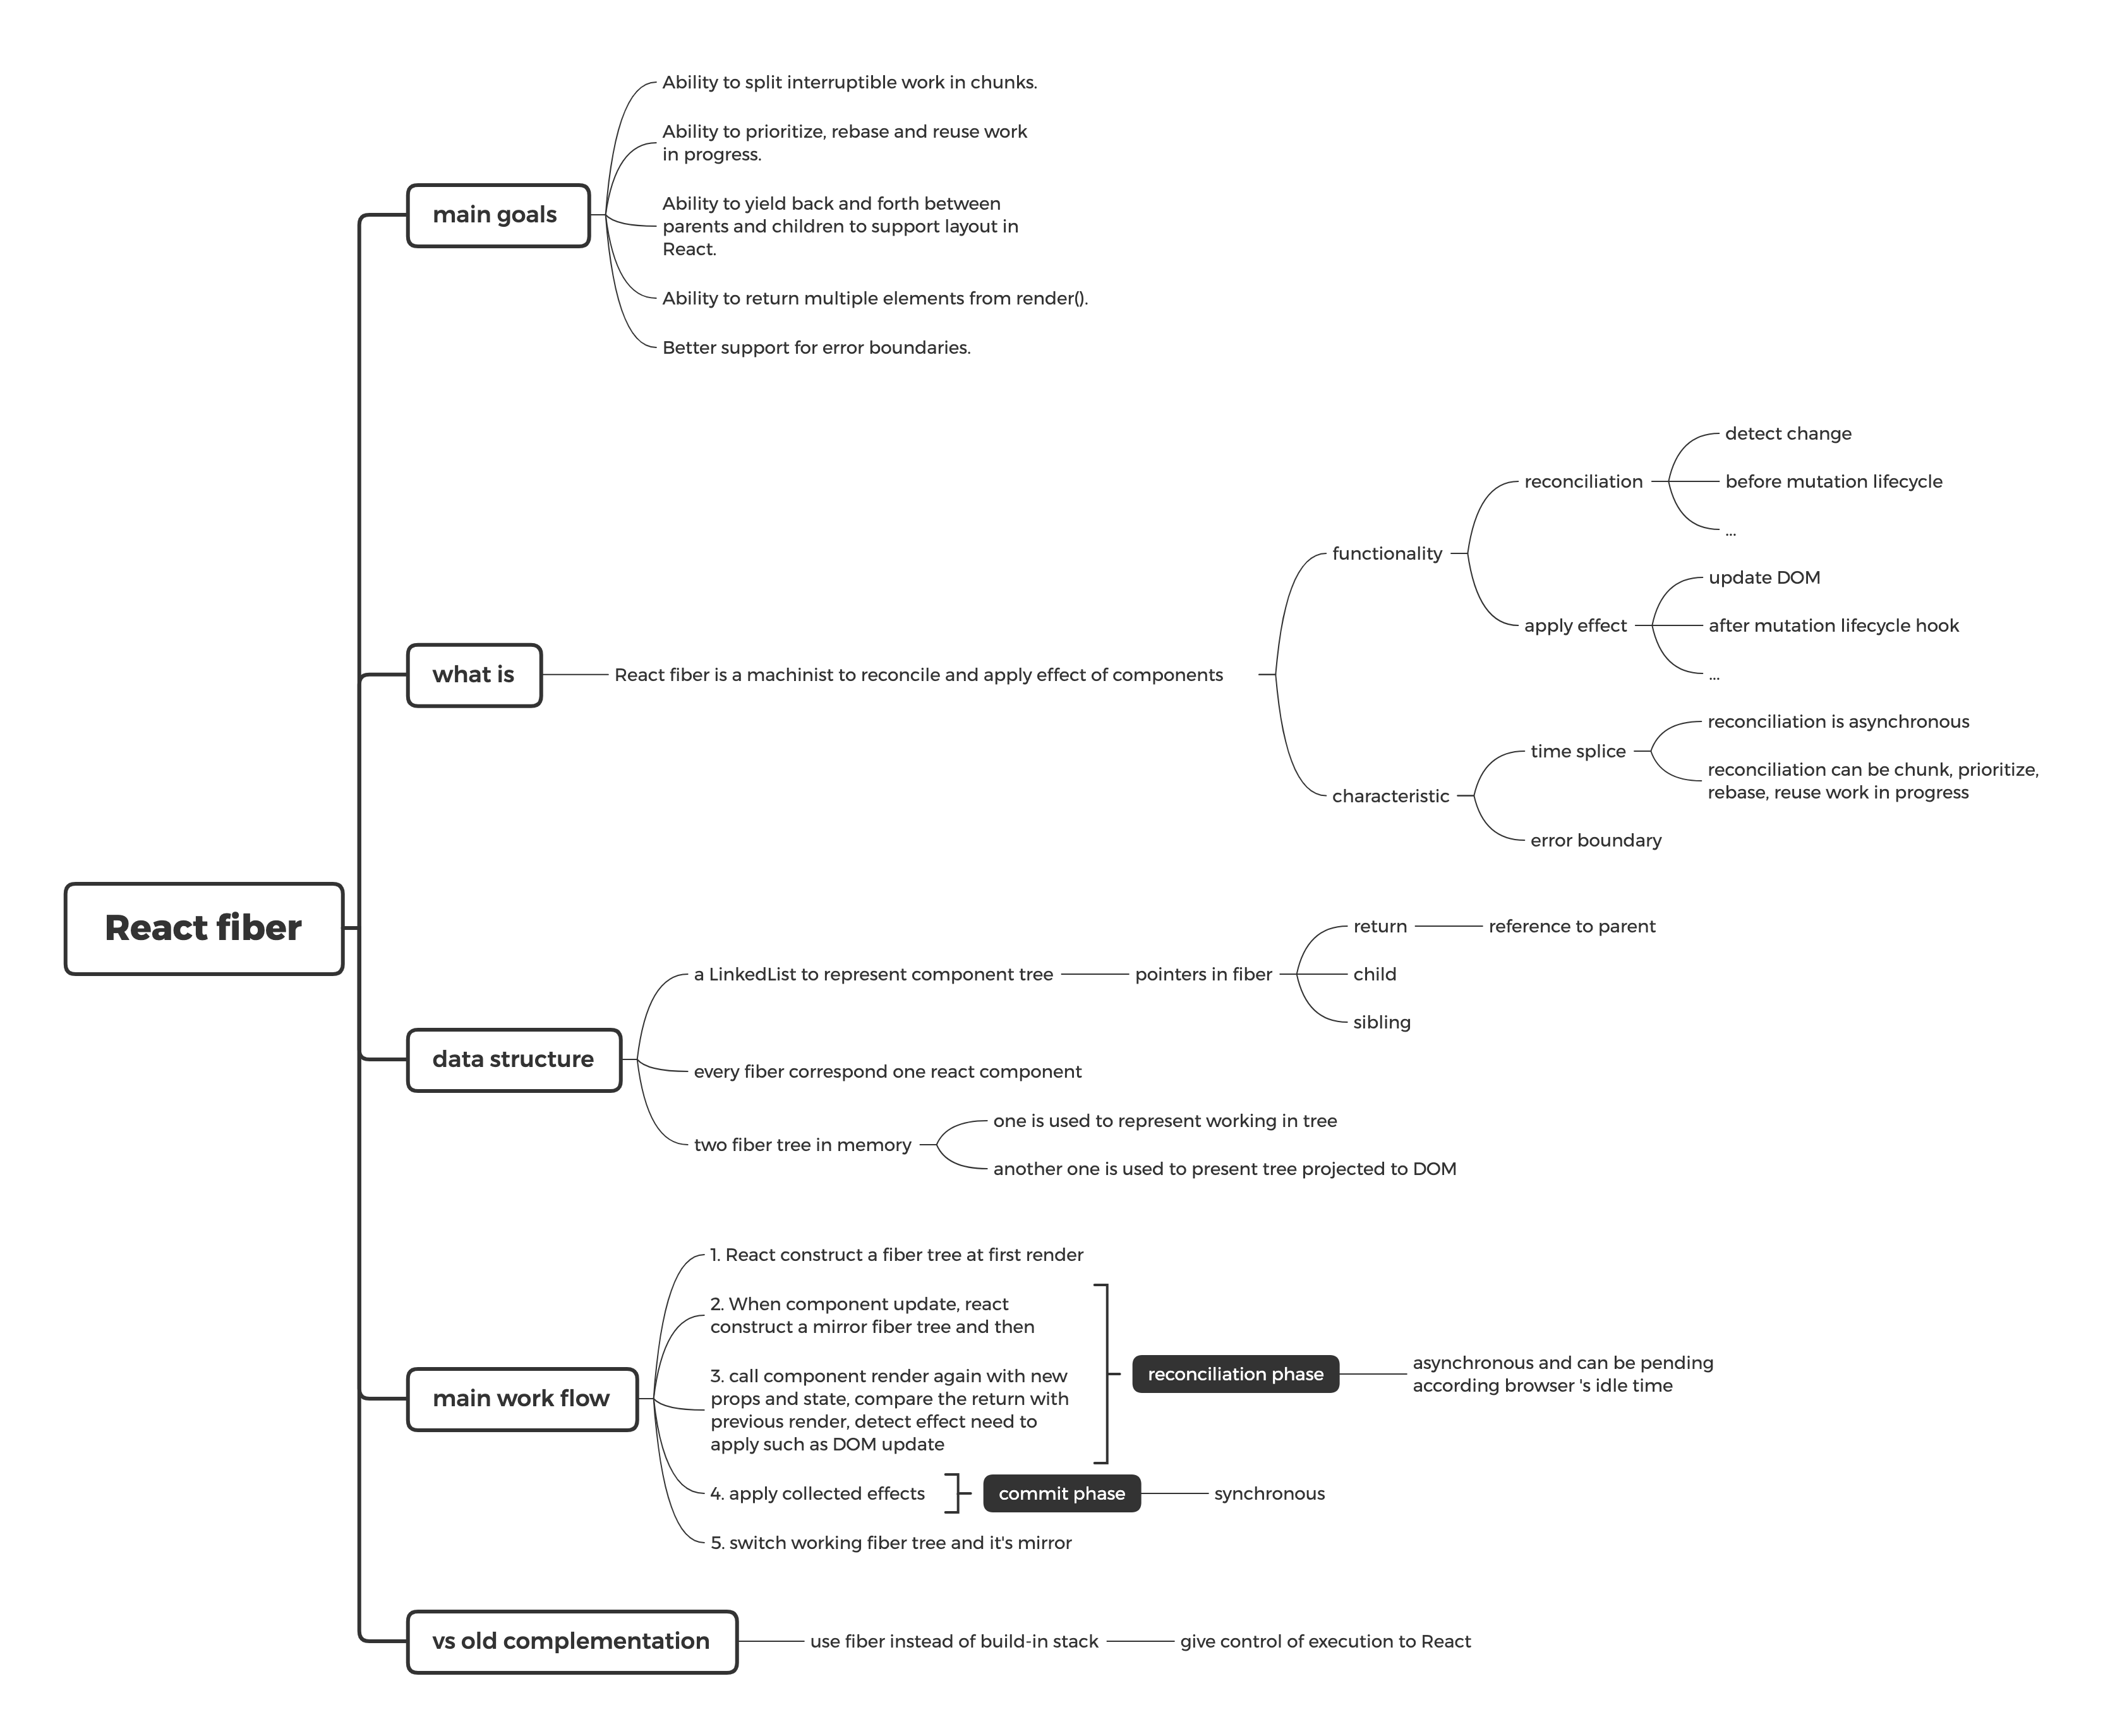 Ability to split interruptible work in chunks.
Ability to prioritize, rebase and reuse work
in progress.
main goals
Ability to yield back and forth between
parents and children to support layout in
React.
Ability to return multiple elements from render().
Better support for error boundaries.
detect change
reconciliation
before mutation lifecycle
...
functionality
update DOM
apply effect
after mutation lifecycle hook
...
what is
React fiber is a machinist to reconcile and apply effect of components
reconciliation is asynchronous
time splice
reconciliation can be chunk, prioritize,
rebase, reuse work in progress
characteristic
error boundary
React fiber
return
reference to parent
a LinkedList to represent component tree
pointers in fiber
child
sibling
data structure
every fiber correspond one react component
one is used to represent working in tree
two fiber tree in memory
another one is used to present tree projected to DOM
1. React construct a fiber tree at first render
2. When component update, react
construct a mirror fiber tree and then
3. call component render again with new
props and state, compare the return with
previous render, detect effect need to
apply such as DOM update
reconciliation phase
asynchronous and can be pending
according browser 's idle time
main work flow
4. apply collected effects
commit phase
synchronous
5. switch working fiber tree and it's mirror
vs old complementation
use fiber instead of build-in stack
give control of execution to React